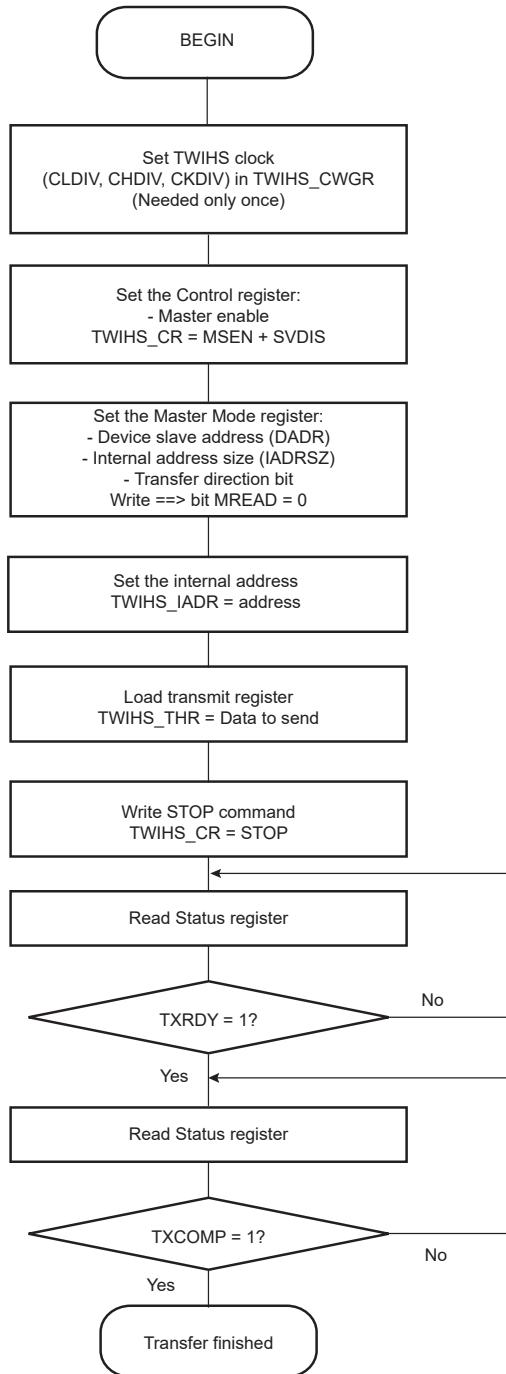 BEGIN
Set TWIHS clock
(CLDIV, CHDIV, CKDIV) in TWIHS_CWGR
(Needed only once)
Set the Control register:
- Master enable
TWIHS_CR = MSEN + SVDIS
Set the Master Mode register:
- Device slave address (DADR)
- Internal address size (IADRSZ)
- Transfer direction bit
Write ==> bit MREAD = 0
Set the internal address
TWIHS_IADR = address
Load transmit register
TWIHS_THR = Data to send
Write STOP command
TWIHS_CR = STOP
Read Status register
TXRDY = 1?
No
Yes
Read Status register
TXCOMP = 1?
No
Yes
Transfer finished